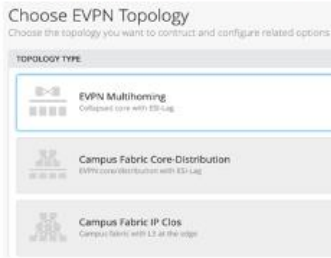 Choose EVPN Topology
Choose the topology you want to contruct and configure related options
TOPOLOGY TYPE
EVPN Multihoming
Collapsed core with ESI-Lag
Campus Fabric Core-Distribution
EVPN core/distribution with ESI-Lag
Campus Fabric IP Clos
Campus fabric with L3 at the edge